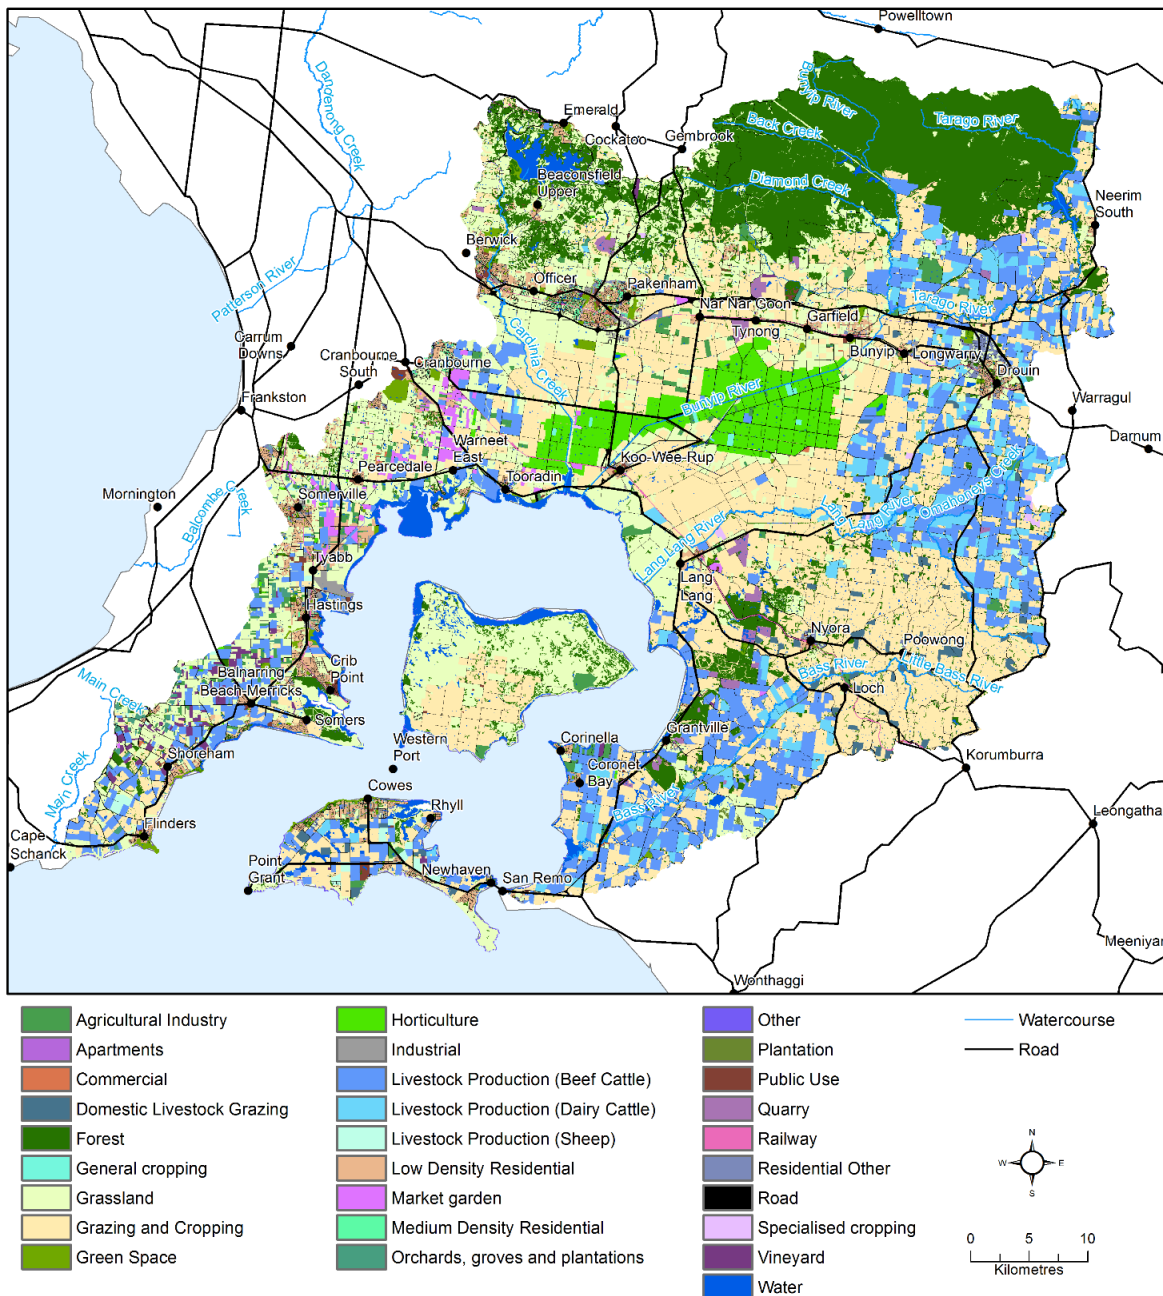 Powelltown
Dandenong Creek
Bunyip River
Emerald
Tarago River
Back Creek
Cockatoo
Gembrook
Beaconsfield
Upper
Diamond Creek
Neerim
South
Berwick
Patterson River
Officer
Pakenham
Nar Nar Goon
Tarago River
Cardinia Creek
Tynong
Garfield
Carrum
Downs
Cranbourne
South
Cranbourne
Bunyip
Longwarry
Drouin
Frankston
Bunyip River
Warragul
Warneet
East
Darnum
Pearcedale
Koo-Wee-Rup
Mornington
Balcombe Creek
Somerville
Tooradin
Lang Lang River
Omahoneys Creek
Lang Lang River
Tyabb
Lang
Lang
Hastings
Nyora
Poowong
Main Creek
Balnarring
Beach-Merricks
Crib
Point
Bass River
Little Bass River
Loch
Somers
Grantville
Western
Port
Corinella
Shoreham
Korumburra
Main Creek
Cowes
Coronet
Bay
Rhyll
Bass River
Leongatha
Cape
Schanck
Flinders
Point
Grant
Newhaven
San Remo
Meeniyan
Wonthaggi
Agricultural Industry
Apartments
Commercial
Domestic Livestock Grazing
Forest
General cropping
Grassland
Grazing and Cropping
Green Space
Horticulture
Industrial
Livestock Production (Beef Cattle)
Livestock Production (Dairy Cattle)
Livestock Production (Sheep)
Low Density Residential
Market garden
Medium Density Residential
Orchards, groves and plantations
Other
Plantation
Public Use
Quarry
Railway
Residential Other
Road
Specialised cropping
Vineyard
Water
Watercourse
Road
N
W E
S
0 5 10
Kilometres